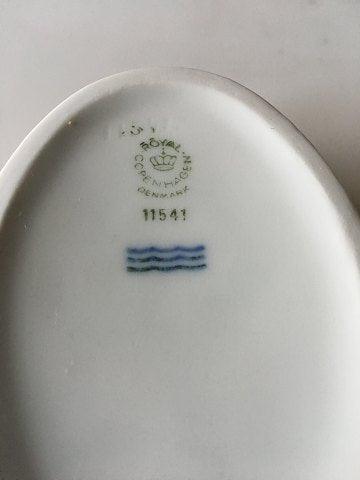 ROYAL
COPENHAGEN
DENMARK
11541